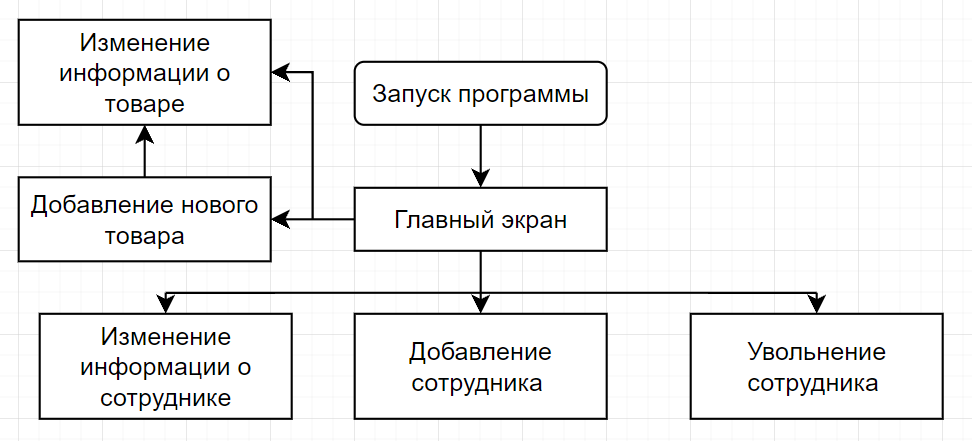 Изменение
информации о
товаре
Запуск программы
Добавление нового
товара
Главный экран
Изменение
информации о
сотруднике
Добавление
сотрудника
Увольнение
сотрудника